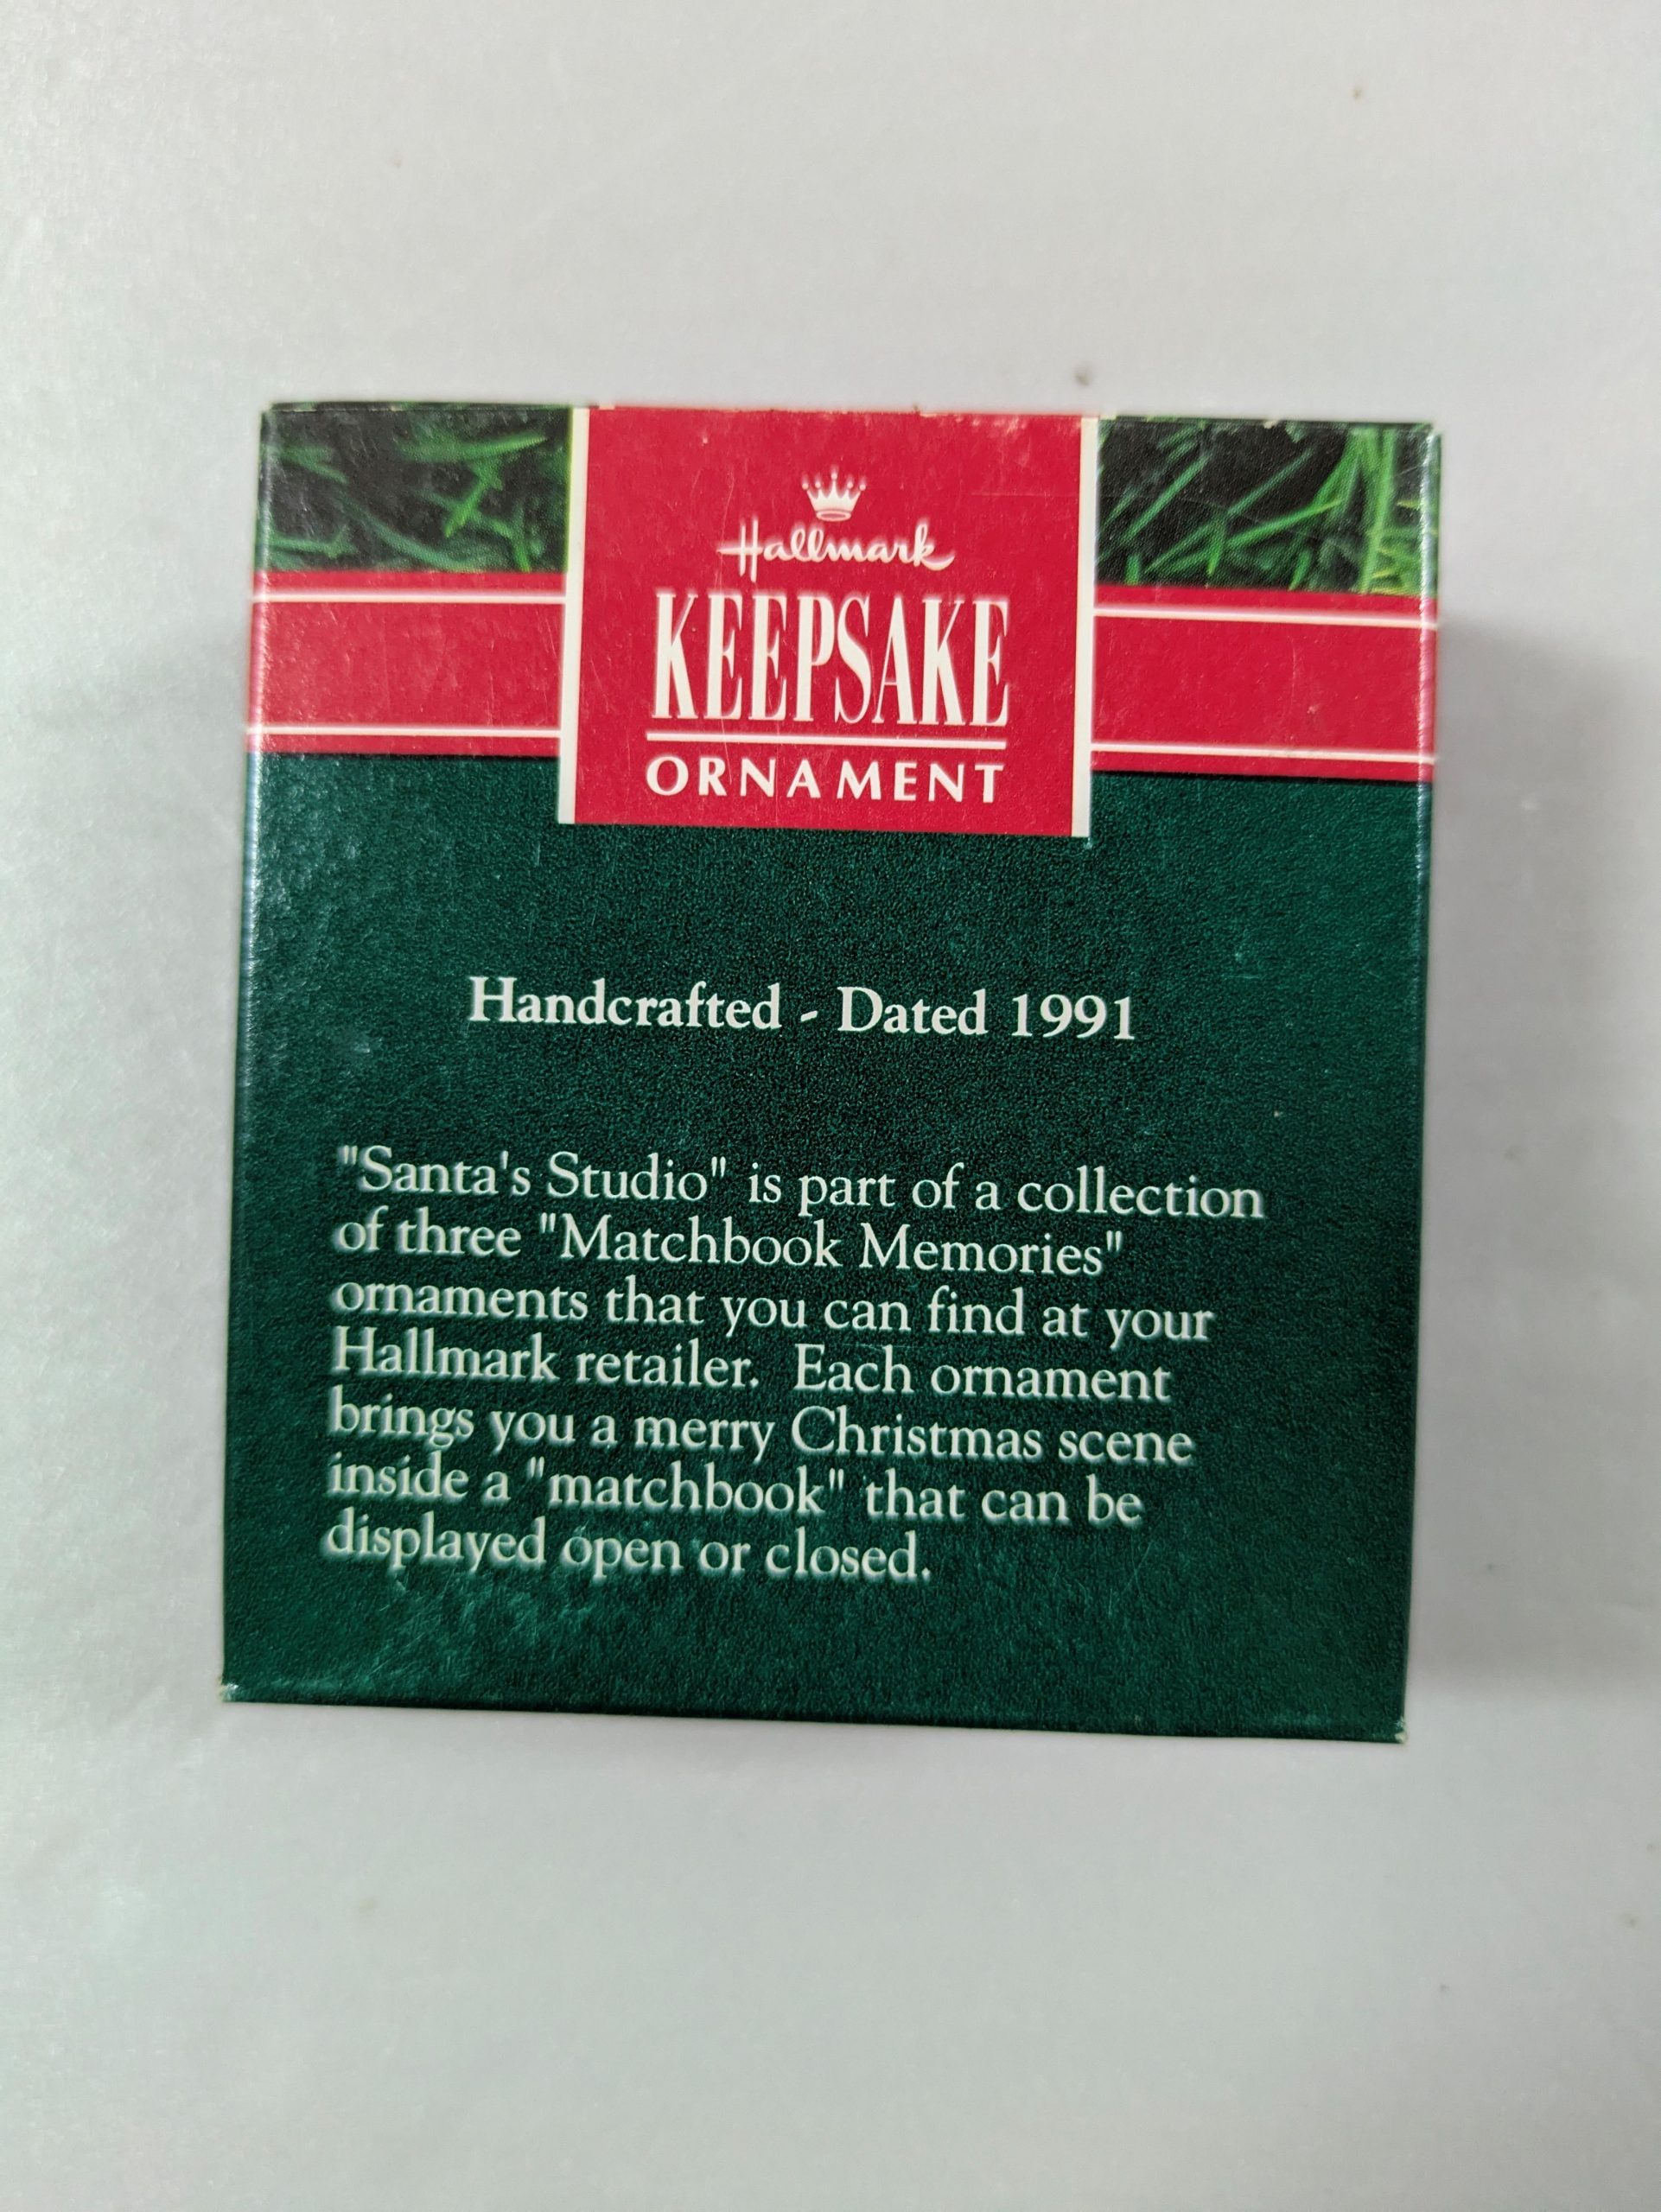 Hallmark
KEEPSAKE
ORNAMENT
Handcrafted - Dated 1991
"Santa's Studio" is part of a collection
of three "Matchbook Memories"
ornaments that you can find at your
Hallmark retailer. Each ornament
brings you a merry Christmas scene
inside a "matchbook" that can be
displayed open or closed.